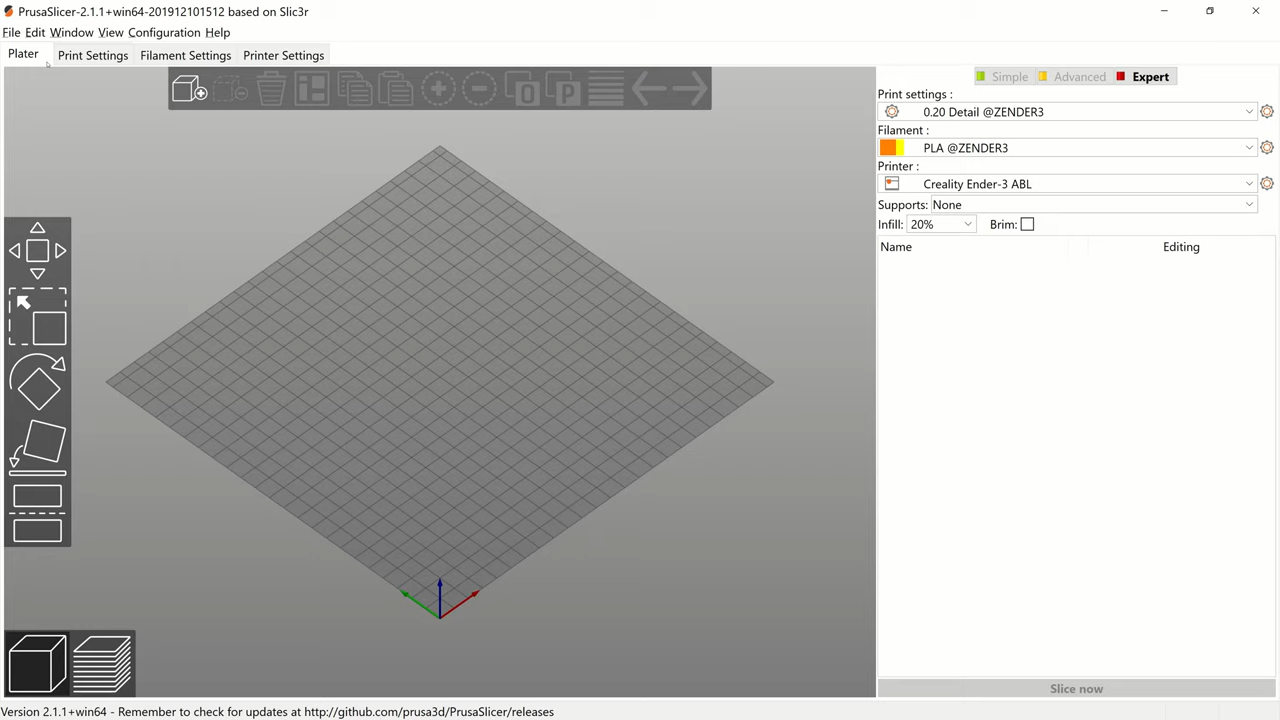 PrusaSlicer-2.1.1+win64-201912101512 based on Slic3r
File Edit Window View Configuration Help
Plater Print Settings Filament Settings Printer Settings
Simple Advanced Expert
Print settings :
0.20 Detail @ZENDER3
Filament :
PLA @ZENDER3
Printer :
Creality Ender-3 ABL
Supports: None
Infill: 20% Brim:
Name Editing
O P
Slice now
Version 2.1.1+win64 - Remember to check for updates at http://github.com/prusa3d/PrusaSlicer/releases